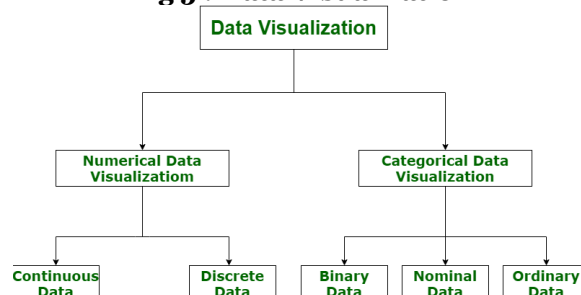 Data Visualization
Numerical Data
Visualizatiom
Categorical Data
Visualization
Continuous
Data
Discrete
Data
Binary
Data
Nominal
Data
Ordinary
Data